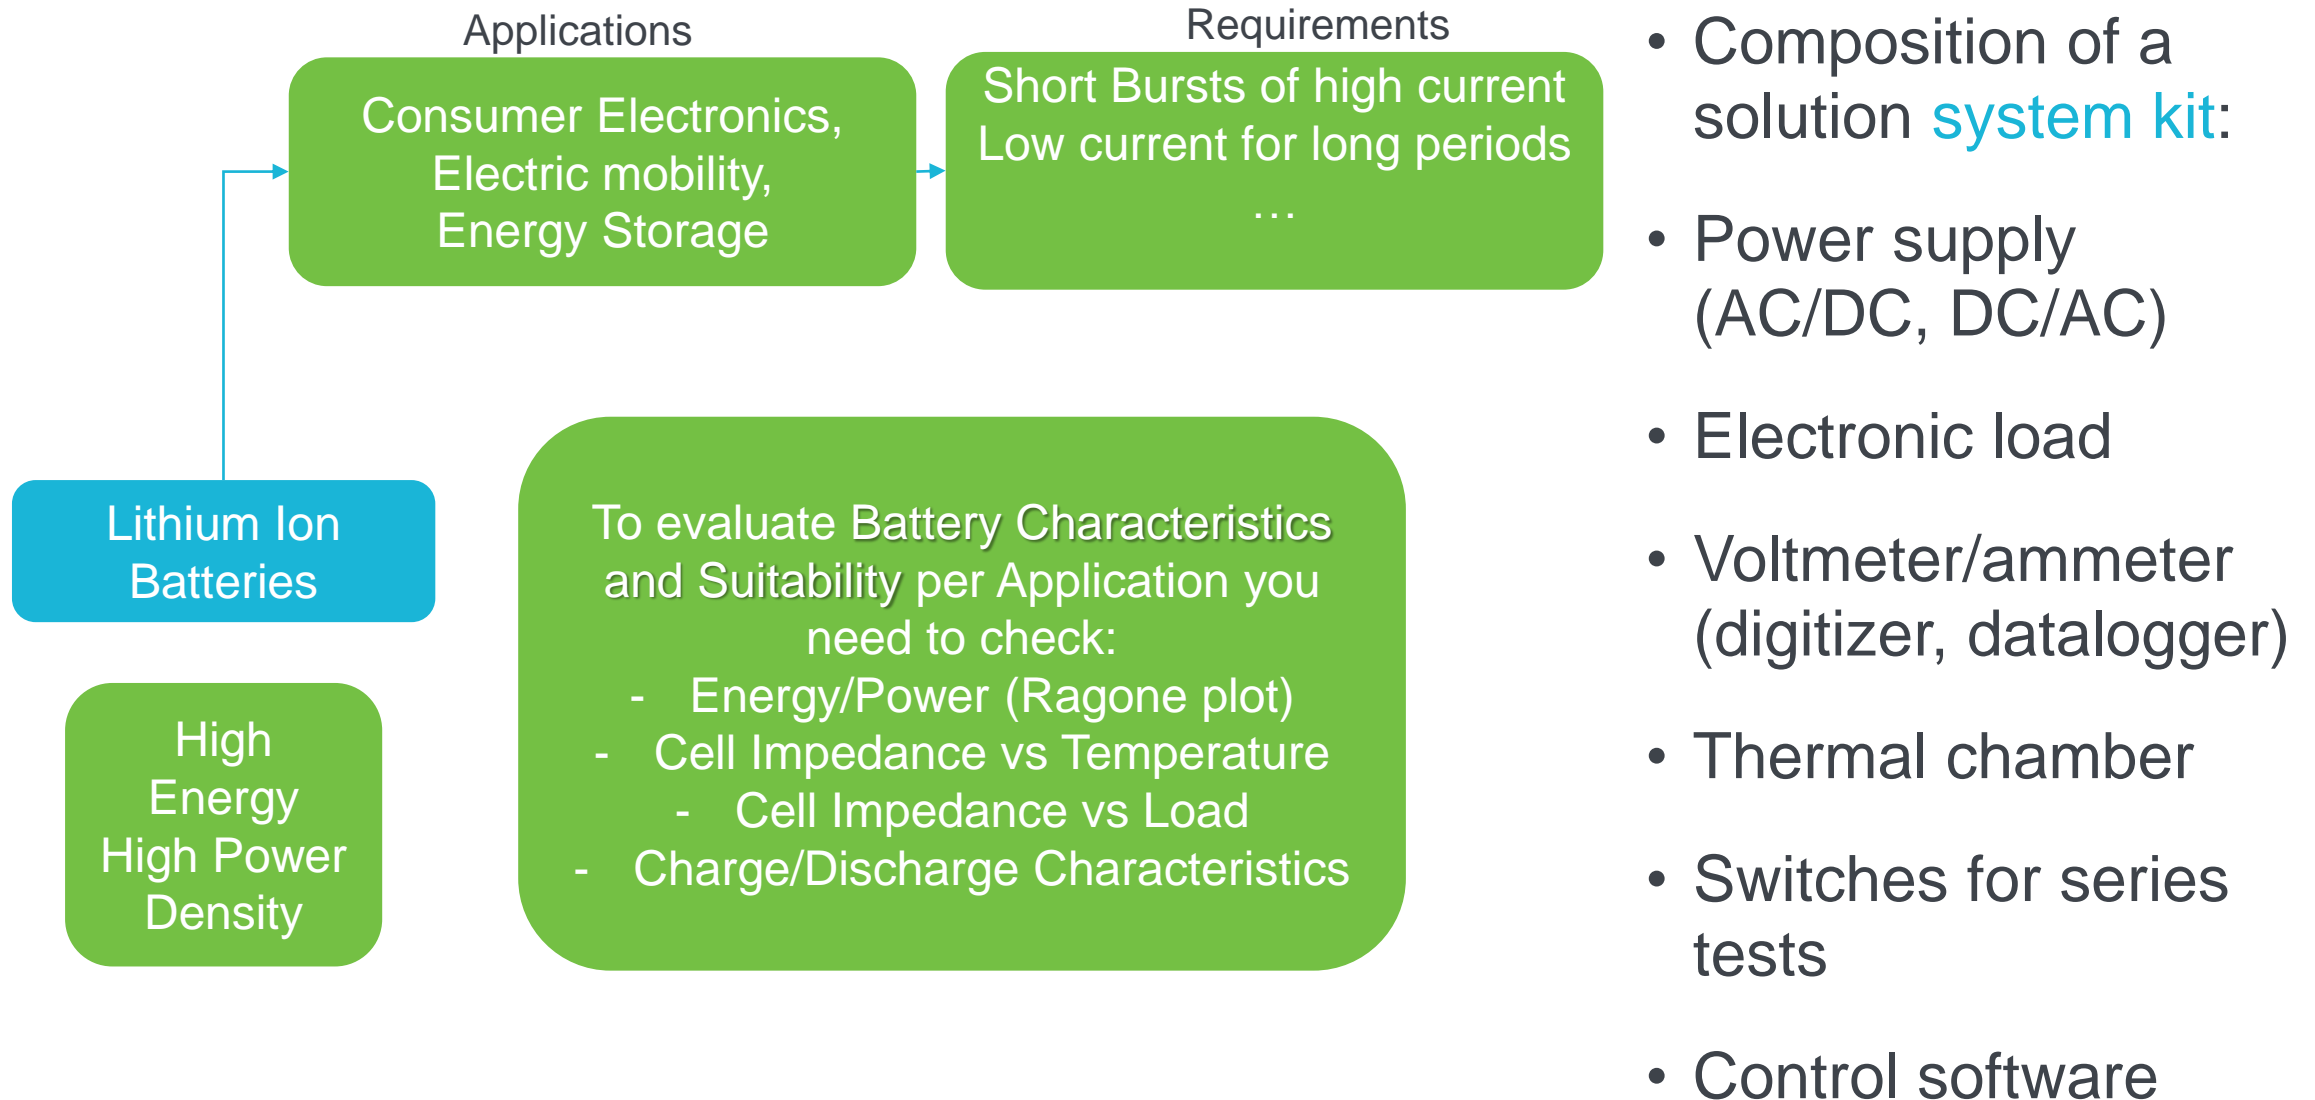 Applications
Consumer Electronics,
Electric mobility,
Energy Storage
Requirements
Short Bursts of high current
Low current for long periods
…
Lithium Ion
Batteries
High
Energy
High Power
Density
To evaluate Battery Characteristics
and Suitability per Application you
need to check:
- Energy/Power (Ragone plot)
- Cell Impedance vs Temperature
- Cell Impedance vs Load
- Charge/Discharge Characteristics
• Composition of a
solution system kit:
• Power supply
(AC/DC, DC/AC)
• Electronic load
• Voltmeter/ammeter
(digitizer, datalogger)
• Thermal chamber
• Switches for series
tests
• Control software